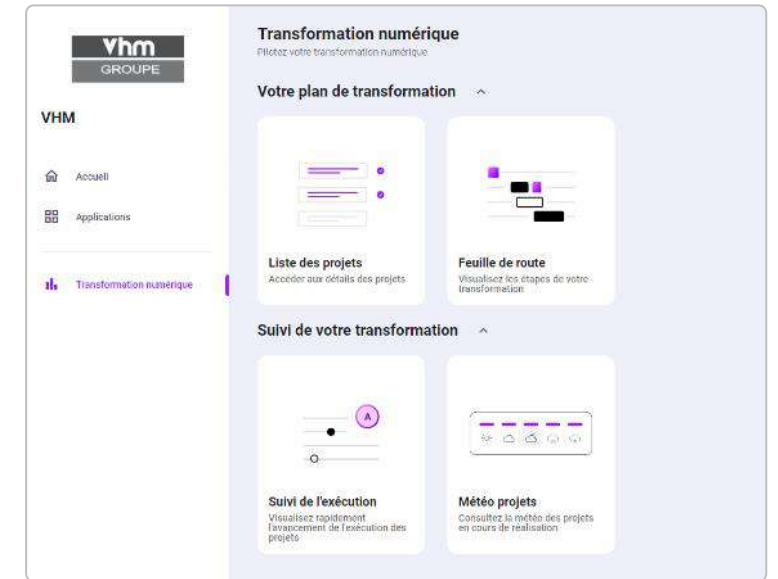 Vhm
GROUPE
VHM
Accueil
Applications
Transformation numérique
Transformation numérique
Pilotez votre transformation numérique
Votre plan de transformation
Liste des projets
Accéder aux détails des projets
Feuille de route
Visualisez les étapes de votre
transformation
Suivi de votre transformation
A
Suivi de l'exécution
Visualisez rapidement
l'avancement de l'exécution des
projets
Météo projets
Consultez la météo des projets
en cours de réalisation